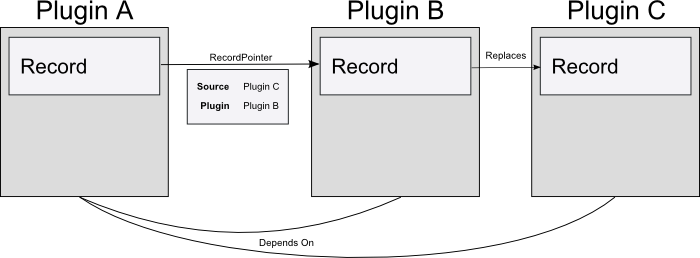 Plugin A
Plugin B
Plugin C
Record
RecordPointer
Record
Replaces
Record
Source Plugin C
Plugin Plugin B
Depends On